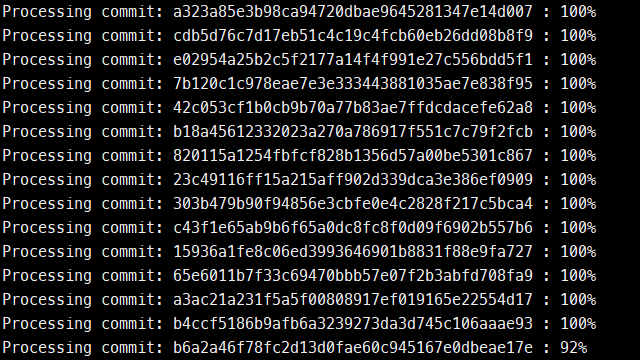 Processing commit: a323a85e3b98ca94720dbae9645281347e14d007 : 100%
Processing commit: cdb5d76c7d17eb51c4c19c4fcb60eb26dd08b8f9 : 100%
Processing commit: e02954a25b2c5f2177a14f4f991e27c556bdd5f1 : 100%
Processing commit: 7b120c1c978eae7e3e333443881035ae7e838f95 : 100%
Processing commit: 42c053cf1b0cb9b70a77b83ae7ffdcdacefe62a8 : 100%
Processing commit: b18a45612332023a270a786917f551c7c79f2fcb : 100%
Processing commit: 820115a1254fbfcf828b1356d57a00be5301c867 : 100%
Processing commit: 23c49116ff15a215aff902d339dca3e386ef0909 : 100%
Processing commit: 303b479b90f94856e3cbfe0e4c2828f217c5bca4 : 100%
Processing commit: c43f1e65ab9b6f65a0dc8fc8f0d09f6902b557b6 : 100%
Processing commit: 15936a1fe8c06ed3993646901b8831f88e9fa727 : 100%
Processing commit: 65e6011b7f33c69470bbb57e07f2b3abfd708fa9 : 100%
Processing commit: a3ac21a231f5a5f00808917ef019165e22554d17 : 100%
Processing commit: b4ccf5186b9afb6a3239273da3d745c106aaae93 : 100%
Processing commit: b6a2a46f78fc2d13d0fae60c945167e0dbeae17e : 92%